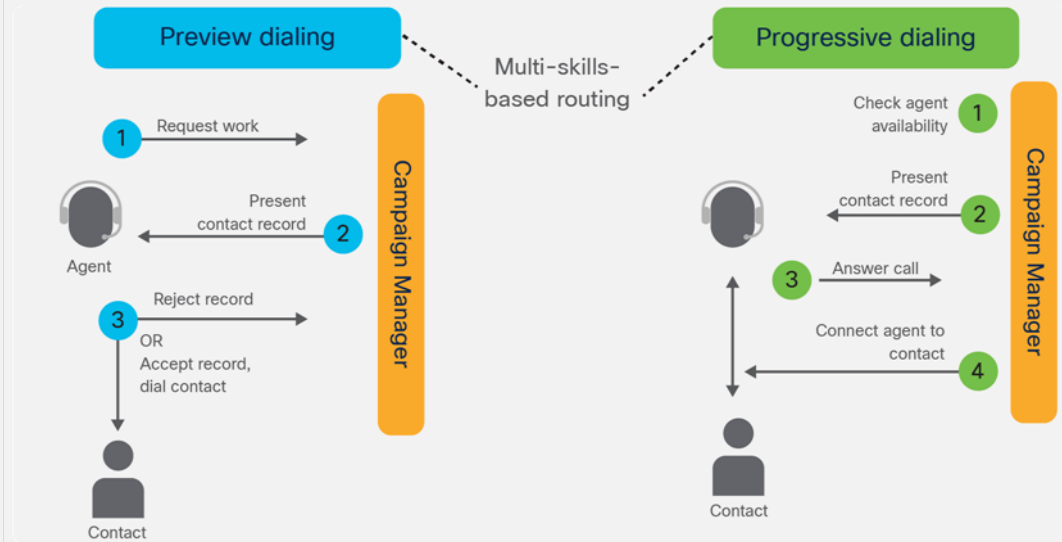 Preview dialing
Multi-skills-
based routing
Progressive dialing
1
Request work
Present
contact record
2
Agent
3
Reject record
OR
Accept record,
dial contact
Contact
Campaign Manager
Check agent
availability
1
Present
contact record
2
3
Answer call
Connect agent to
contact
4
Contact
Campaign Manager